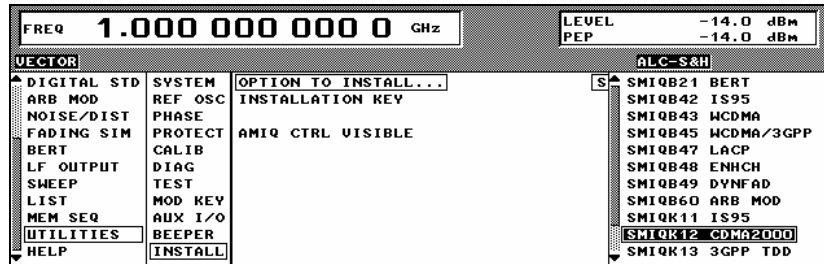 FREQ 1.000 000 000 0 GHz
LEVEL -14.0 dBm
PEP -14.0 dBm
VECTOR
ALC-S&H
DIGITAL STD SYSTEM OPTION TO INSTALL... S SMIQB21 BERT
ARB MOD REF OSC INSTALLATION KEY SMIQB42 IS95
NOISE/DIST PHASE SMIQB43 WCDMA
FADING SIM PROTECT AMIQ CTRL VISIBLE SMIQB45 WCDMA/3GPP
BERT CALIB SMIQB47 LACP
LF OUTPUT DIAG SMIQB48 ENHCH
SWEEP TEST SMIQB49 DYNFAD
LIST MOD KEY SMIQB60 ARB MOD
MEM SEQ AUX I/O SMIQK11 IS95
UTILITIES BEEPER SMIQK12 CDMA2000
HELP INSTALL SMIQK13 3GPP TDD